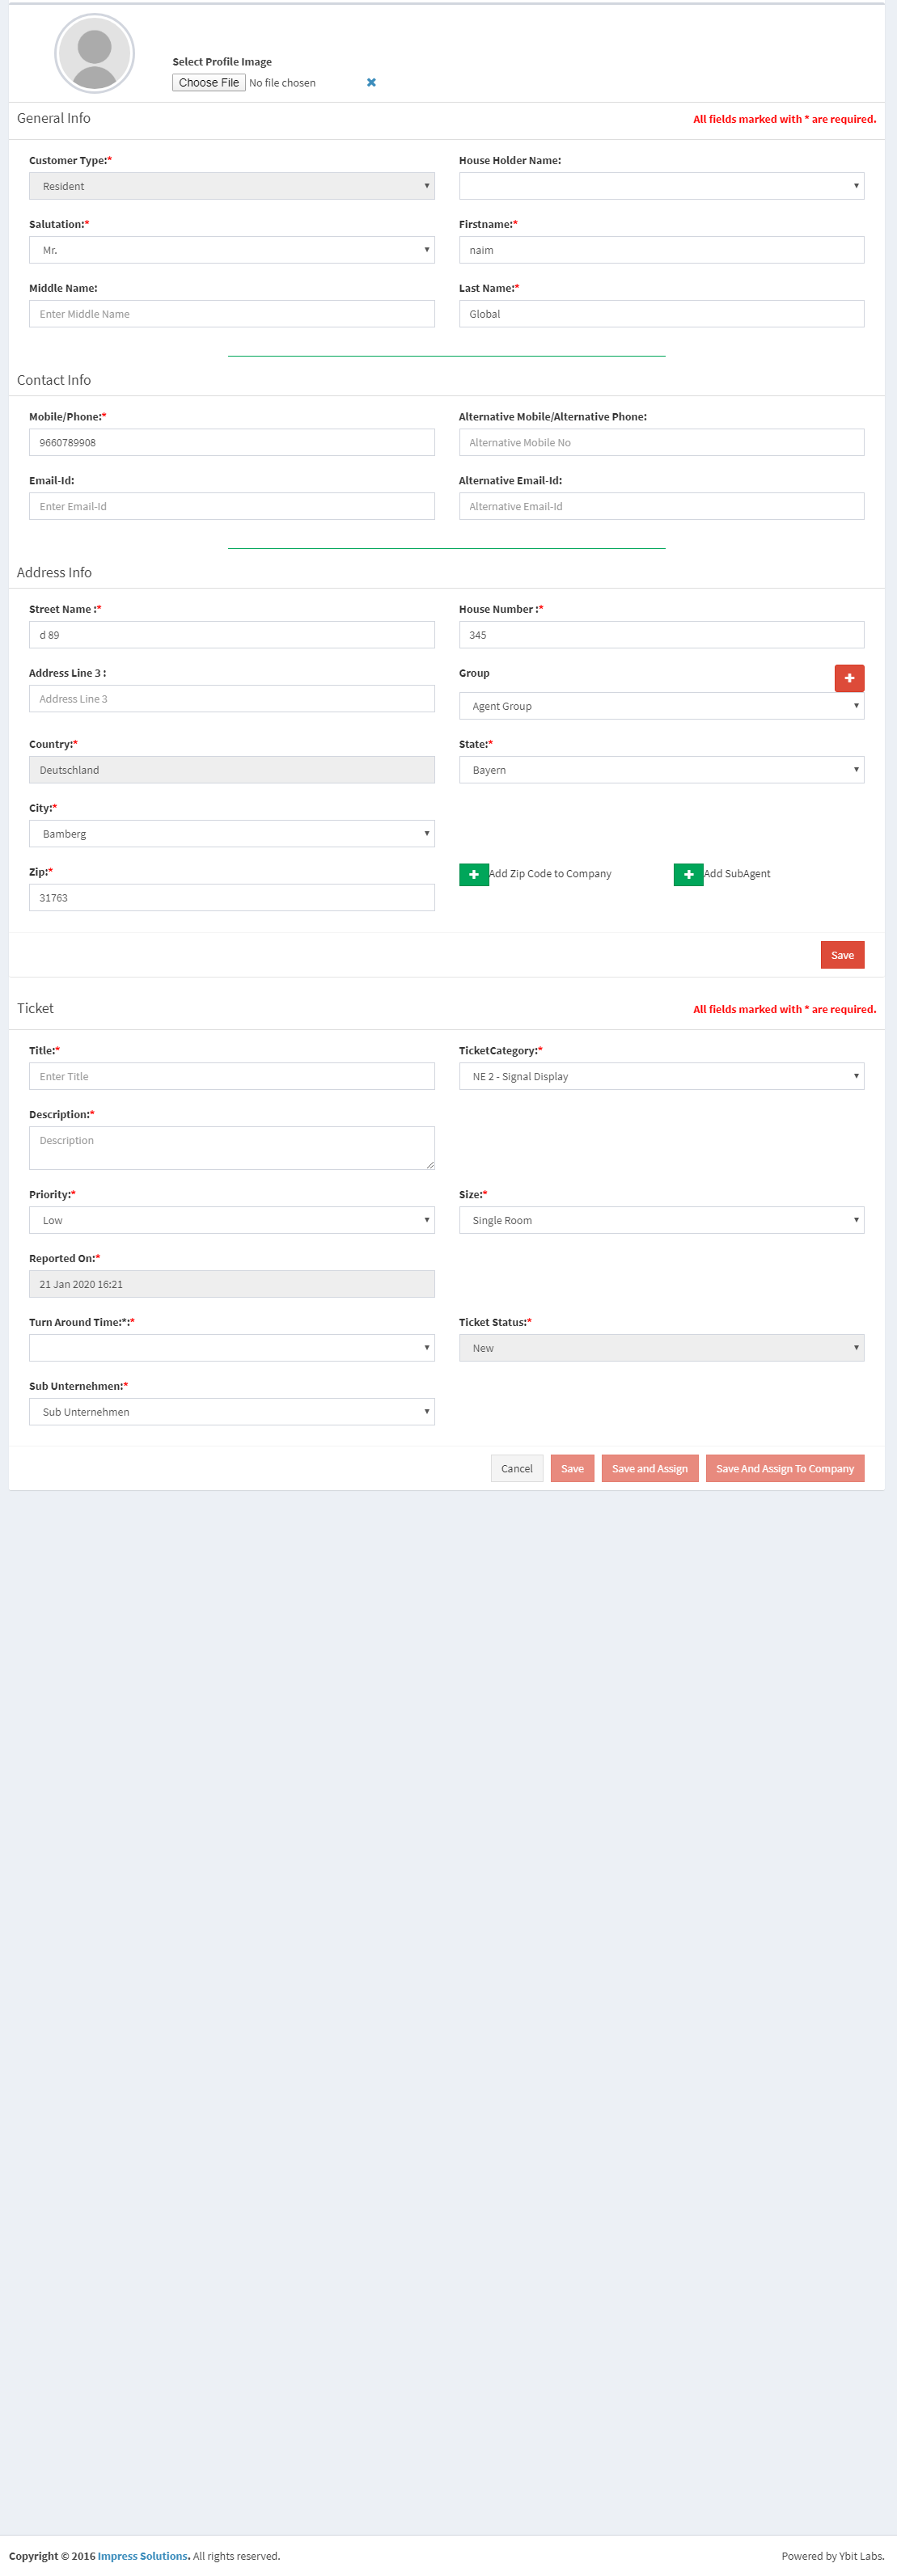 Select Profile Image
Choose File No file chosen
General Info All fields marked with * are required.
Customer Type:* House Holder Name:
Resident
Salutation:* Firstname:*
Mr. naim
Middle Name: Last Name:*
Enter Middle Name Global
Contact Info
Mobile/Phone:* Alternative Mobile/Alternative Phone:
9660789908 Alternative Mobile No
Email-Id: Alternative Email-Id:
Enter Email-Id Alternative Email-Id
Address Info
Street Name :* House Number :*
d 89 345
Address Line 3 : Group
Address Line 3 Agent Group
Country:* State:*
Deutschland Bayern
City:*
Bamberg
Zip:* Add Zip Code to Company Add SubAgent
31763
Save
Ticket All fields marked with * are required.
Title:* TicketCategory:*
Enter Title NE 2 - Signal Display
Description:*
Description
Priority:* Size:*
Low Single Room
Reported On:*
21 Jan 2020 16:21
Turn Around Time:*:* Ticket Status:*
New
Sub Unternehmen:*
Sub Unternehmen
Cancel Save Save and Assign Save And Assign To Company
Copyright © 2016 Impress Solutions. All rights reserved. Powered by Ybit Labs.